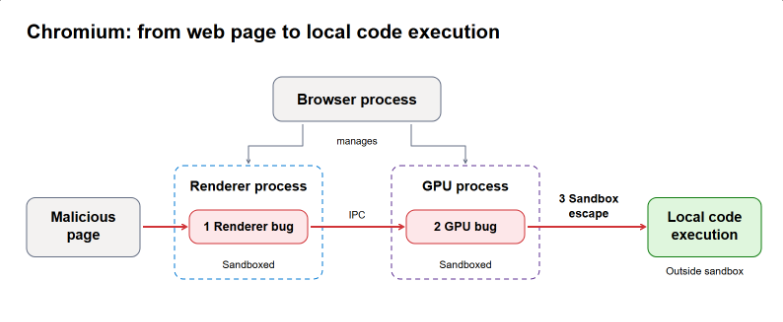 Chromium: from web page to local code execution
Browser process
manages
Renderer process
GPU process
3 Sandbox
escape
Malicious
page
1 Renderer bug
IPC
2 GPU bug
Local code
execution
Sandboxed
Sandboxed
Outside sandbox